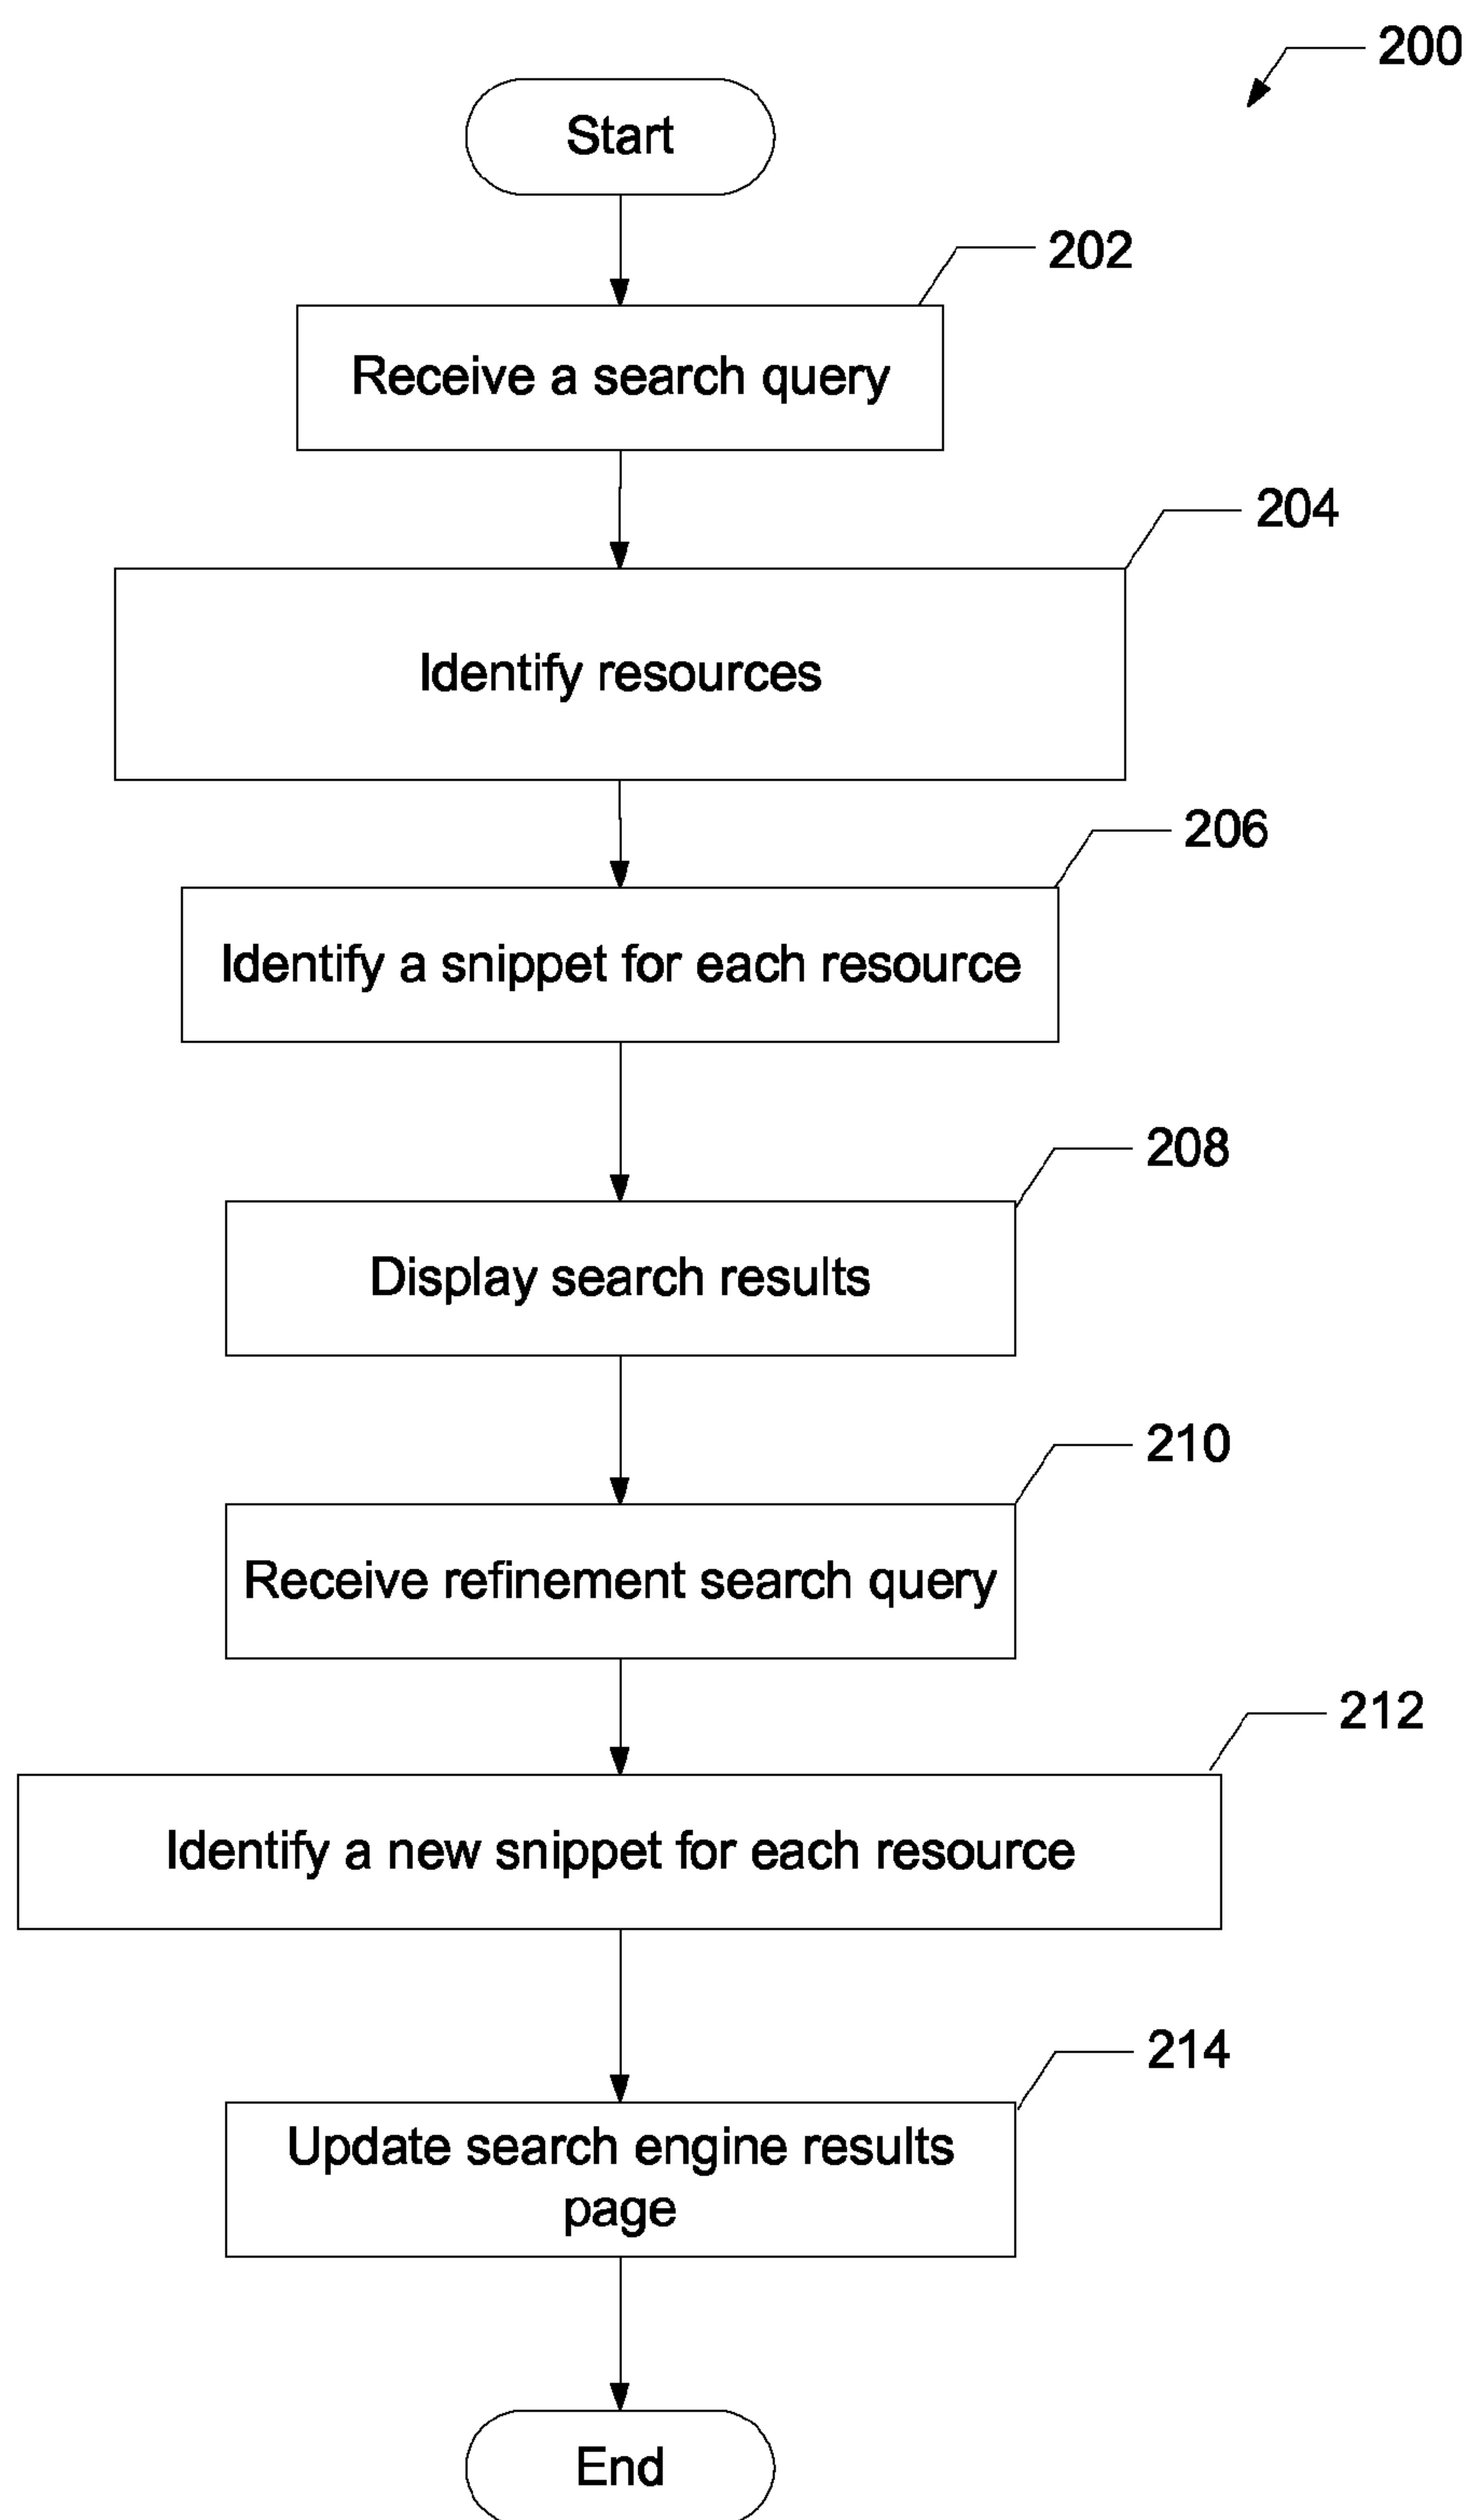 200
Start
202
Receive a search query
204
Identify resources
206
Identify a snippet for each resource
208
Display search results
210
Receive refinement search query
212
Identify a new snippet for each resource
214
Update search engine results
page
End